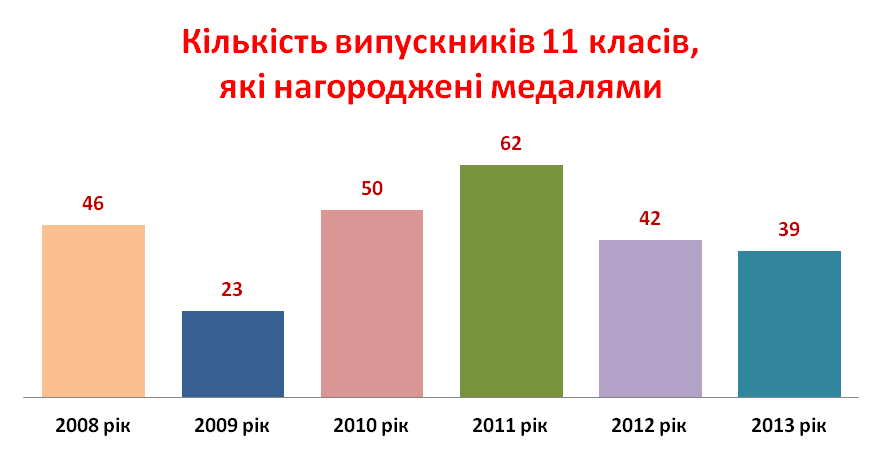 Кількість випускників 11 класів,
які нагороджені медалями
62
50
46
42
39
23
2008 рік 2009 рік 2010 рік 2011 рік 2012 рік 2013 рік